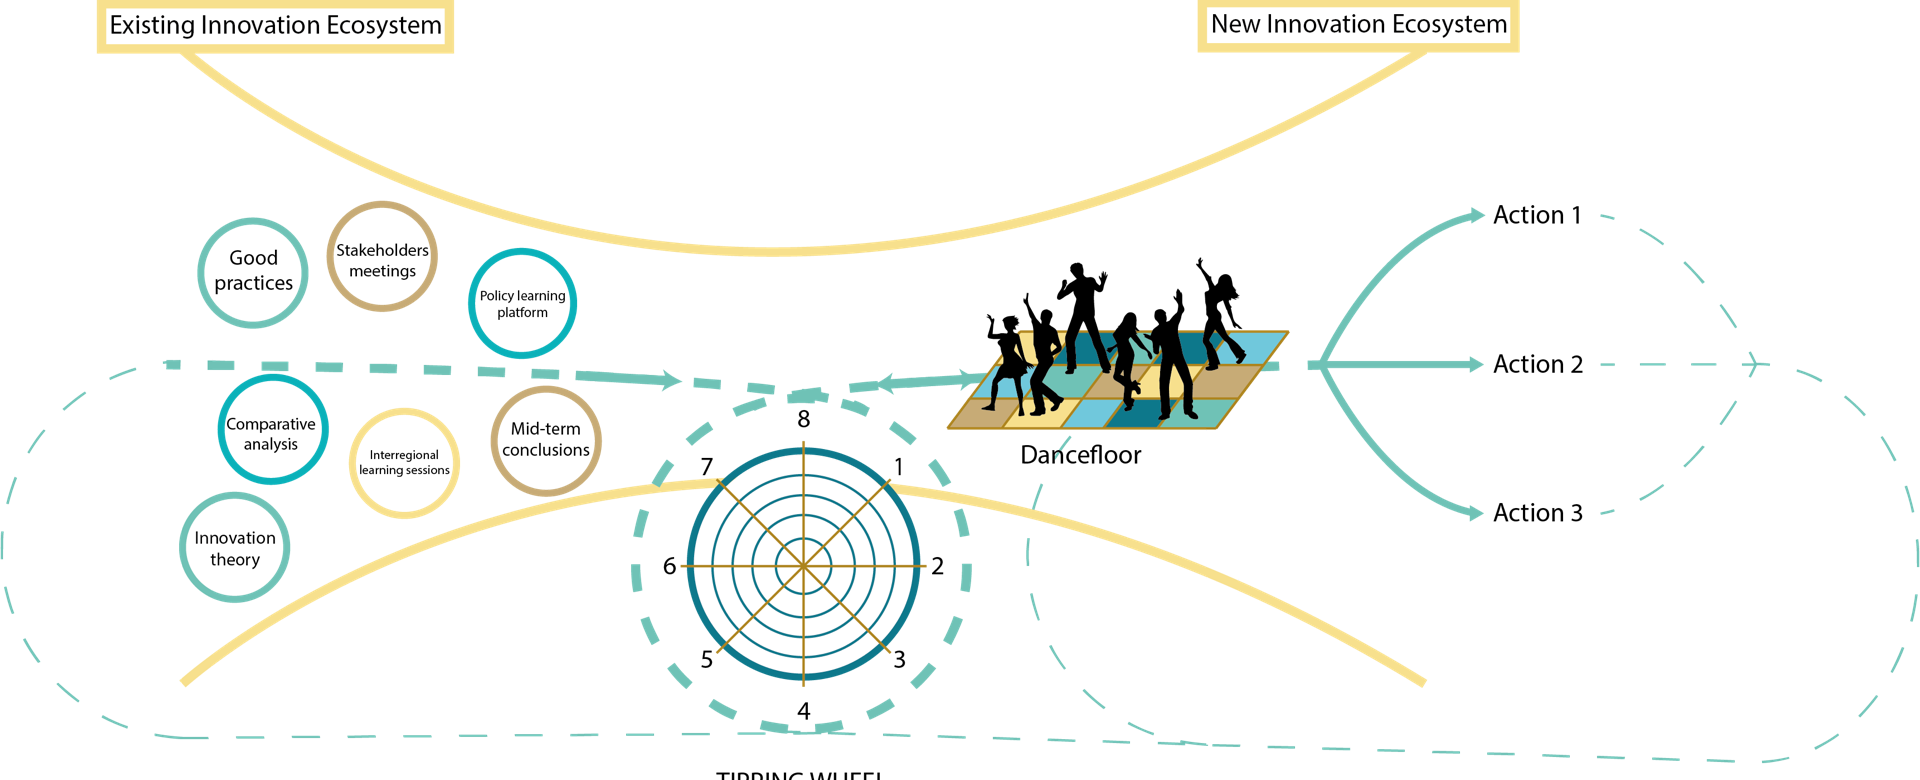 Existing Innovation Ecosystem
New Innovation Ecosystem
Good
practices
Stakeholders
meetings
Policy learning
platform
Comparative
analysis
Interregional
learning sessions
Mid-term
conclusions
Innovation
theory
8
7
1
6
2
5
3
4
Dancefloor
Action 1
Action 2
Action 3
TIPPING WHEEL